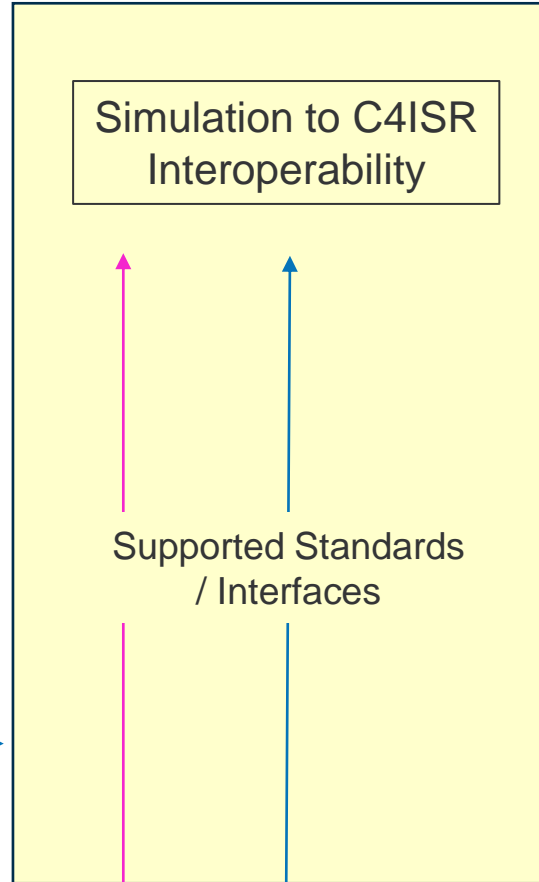 Simulation to C4ISR
Interoperability
Supported Standards
/ Interfaces